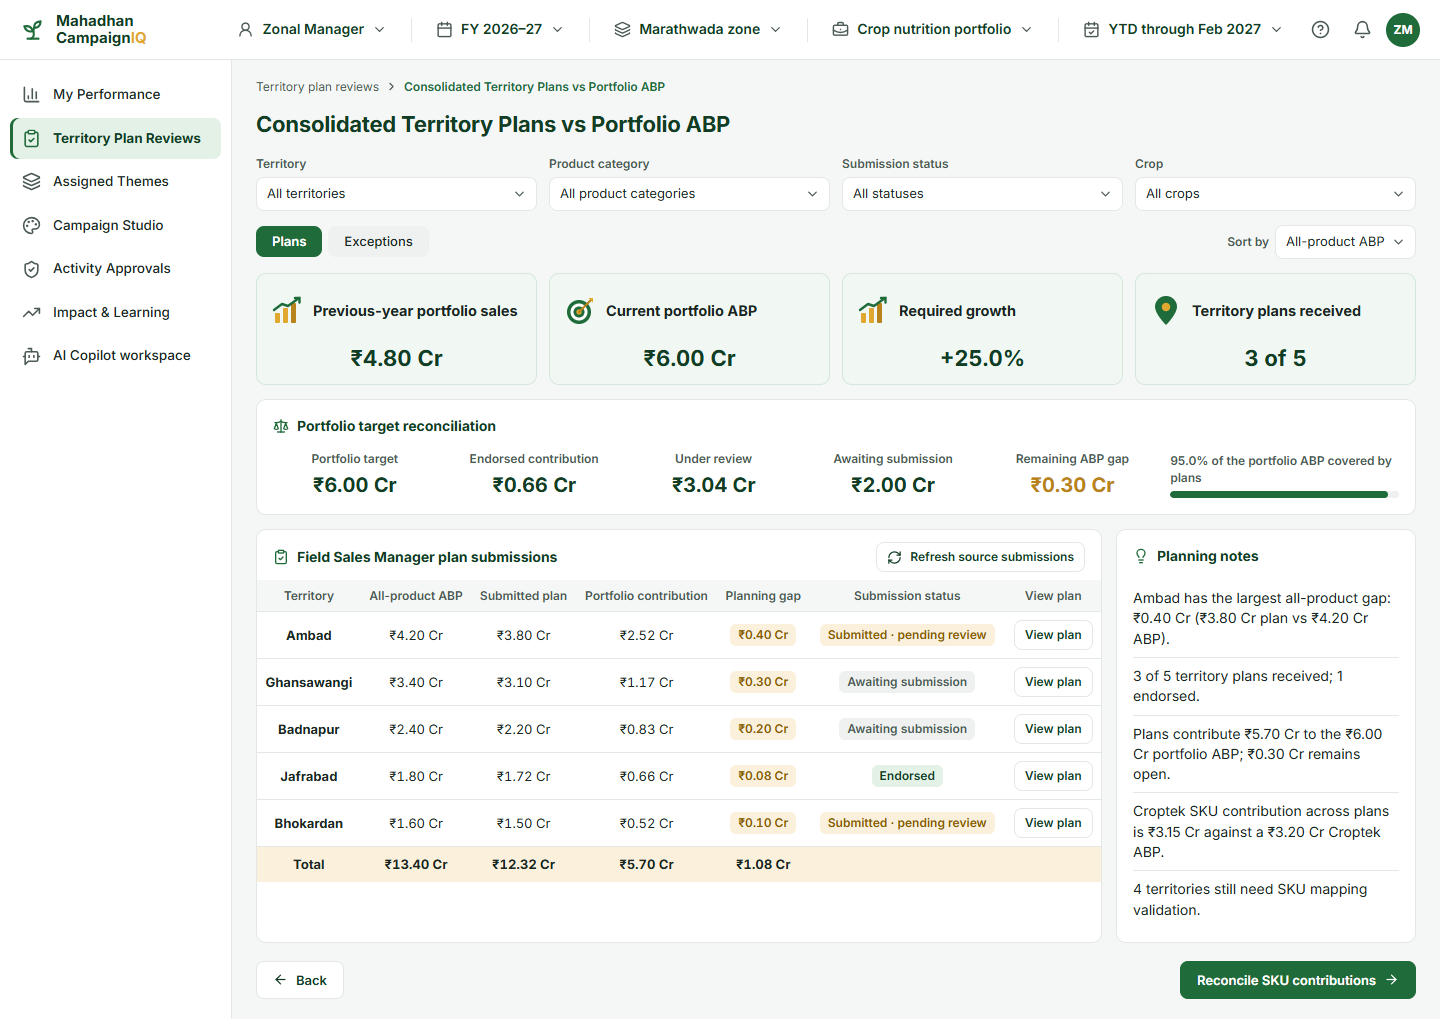 Mahadhan
CampaignIQ
Zonal Manager
FY 2026–27
Marathwada zone
Crop nutrition portfolio
YTD through Feb 2027
ZM
My Performance
Territory Plan Reviews
Assigned Themes
Campaign Studio
Activity Approvals
Impact & Learning
AI Copilot workspace
Territory plan reviews > Consolidated Territory Plans vs Portfolio ABP
Consolidated Territory Plans vs Portfolio ABP
Territory Product category Submission status Crop
All territories All product categories All statuses All crops
Plans Exceptions Sort by All-product ABP
Previous-year portfolio sales
₹4.80 Cr
Current portfolio ABP
₹6.00 Cr
Required growth
+25.0%
Territory plans received
3 of 5
Portfolio target reconciliation
Portfolio target
₹6.00 Cr
Endorsed contribution
₹0.66 Cr
Under review
₹3.04 Cr
Awaiting submission
₹2.00 Cr
Remaining ABP gap
₹0.30 Cr
95.0% of the portfolio ABP covered by
plans
Field Sales Manager plan submissions
Refresh source submissions
Territory All-product ABP Submitted plan Portfolio contribution Planning gap Submission status View plan
Ambad ₹4.20 Cr ₹3.80 Cr ₹2.52 Cr ₹0.40 Cr Submitted · pending review View plan
Ghansawangi ₹3.40 Cr ₹3.10 Cr ₹1.17 Cr ₹0.30 Cr Awaiting submission View plan
Badnapur ₹2.40 Cr ₹2.20 Cr ₹0.83 Cr ₹0.20 Cr Awaiting submission View plan
Jafrabad ₹1.80 Cr ₹1.72 Cr ₹0.66 Cr ₹0.08 Cr Endorsed View plan
Bhokardan ₹1.60 Cr ₹1.50 Cr ₹0.52 Cr ₹0.10 Cr Submitted · pending review View plan
Total ₹13.40 Cr ₹12.32 Cr ₹5.70 Cr ₹1.08 Cr
Planning notes
Ambad has the largest all-product gap:
₹0.40 Cr (₹3.80 Cr plan vs ₹4.20 Cr
ABP).
3 of 5 territory plans received; 1
endorsed.
Plans contribute ₹5.70 Cr to the ₹6.00
Cr portfolio ABP; ₹0.30 Cr remains
open.
Croptek SKU contribution across plans
is ₹3.15 Cr against a ₹3.20 Cr Croptek
ABP.
4 territories still need SKU mapping
validation.
Back
Reconcile SKU contributions